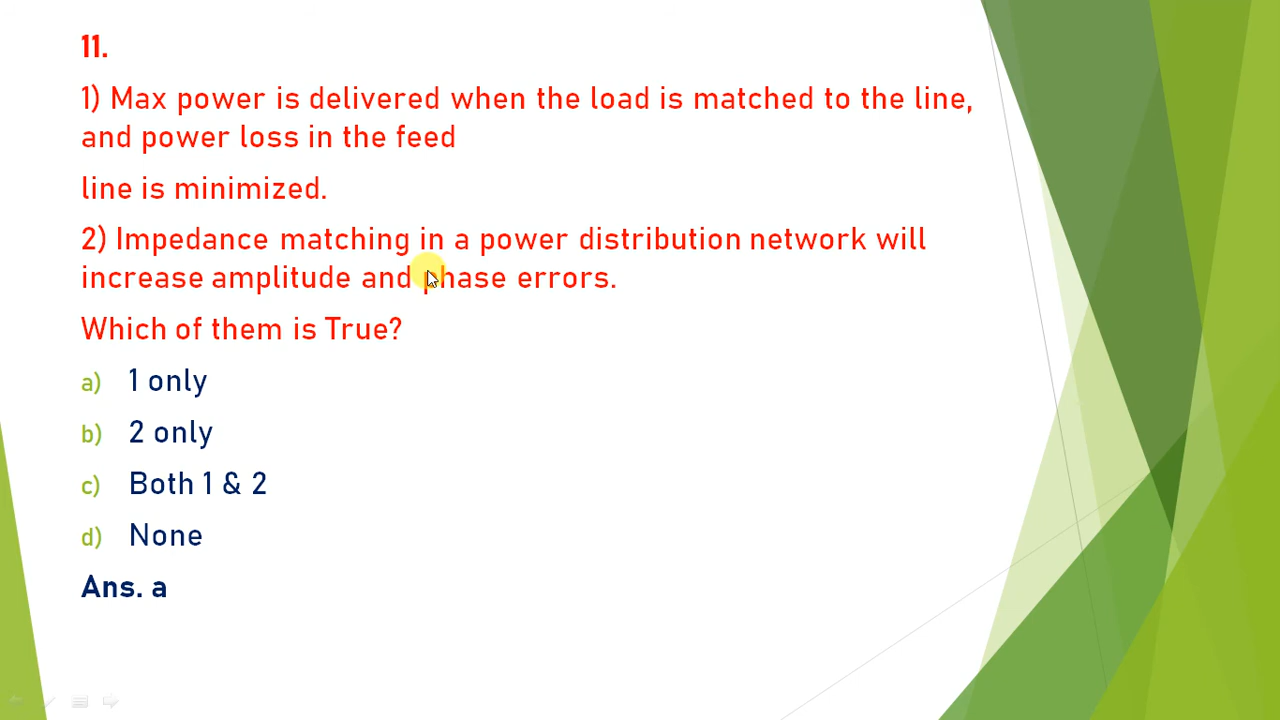 11.
1) Max power is delivered when the load is matched to the line,
and power loss in the feed
line is minimized.
2) Impedance matching in a power distribution network will
increase amplitude and phase errors.
Which of them is True?
a) 1 only
b) 2 only
c) Both 1 & 2
d) None
Ans. a